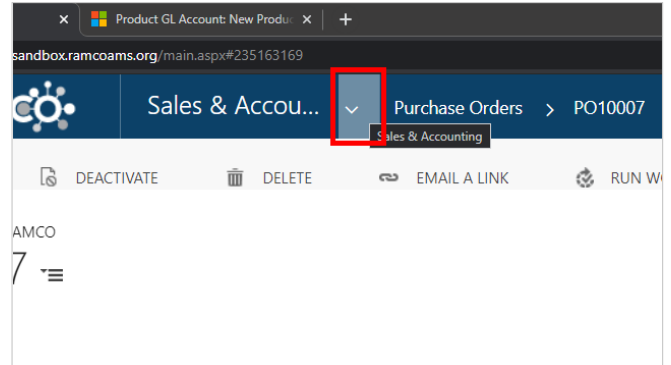 Product GL Account: New Produc
sandbox.ramcoams.org/main.aspx#235163169
Sales & Accou... Purchase Orders > PO10007
Sales & Accounting
DEACTIVATE DELETE EMAIL A LINK RUN W
AMCO
7